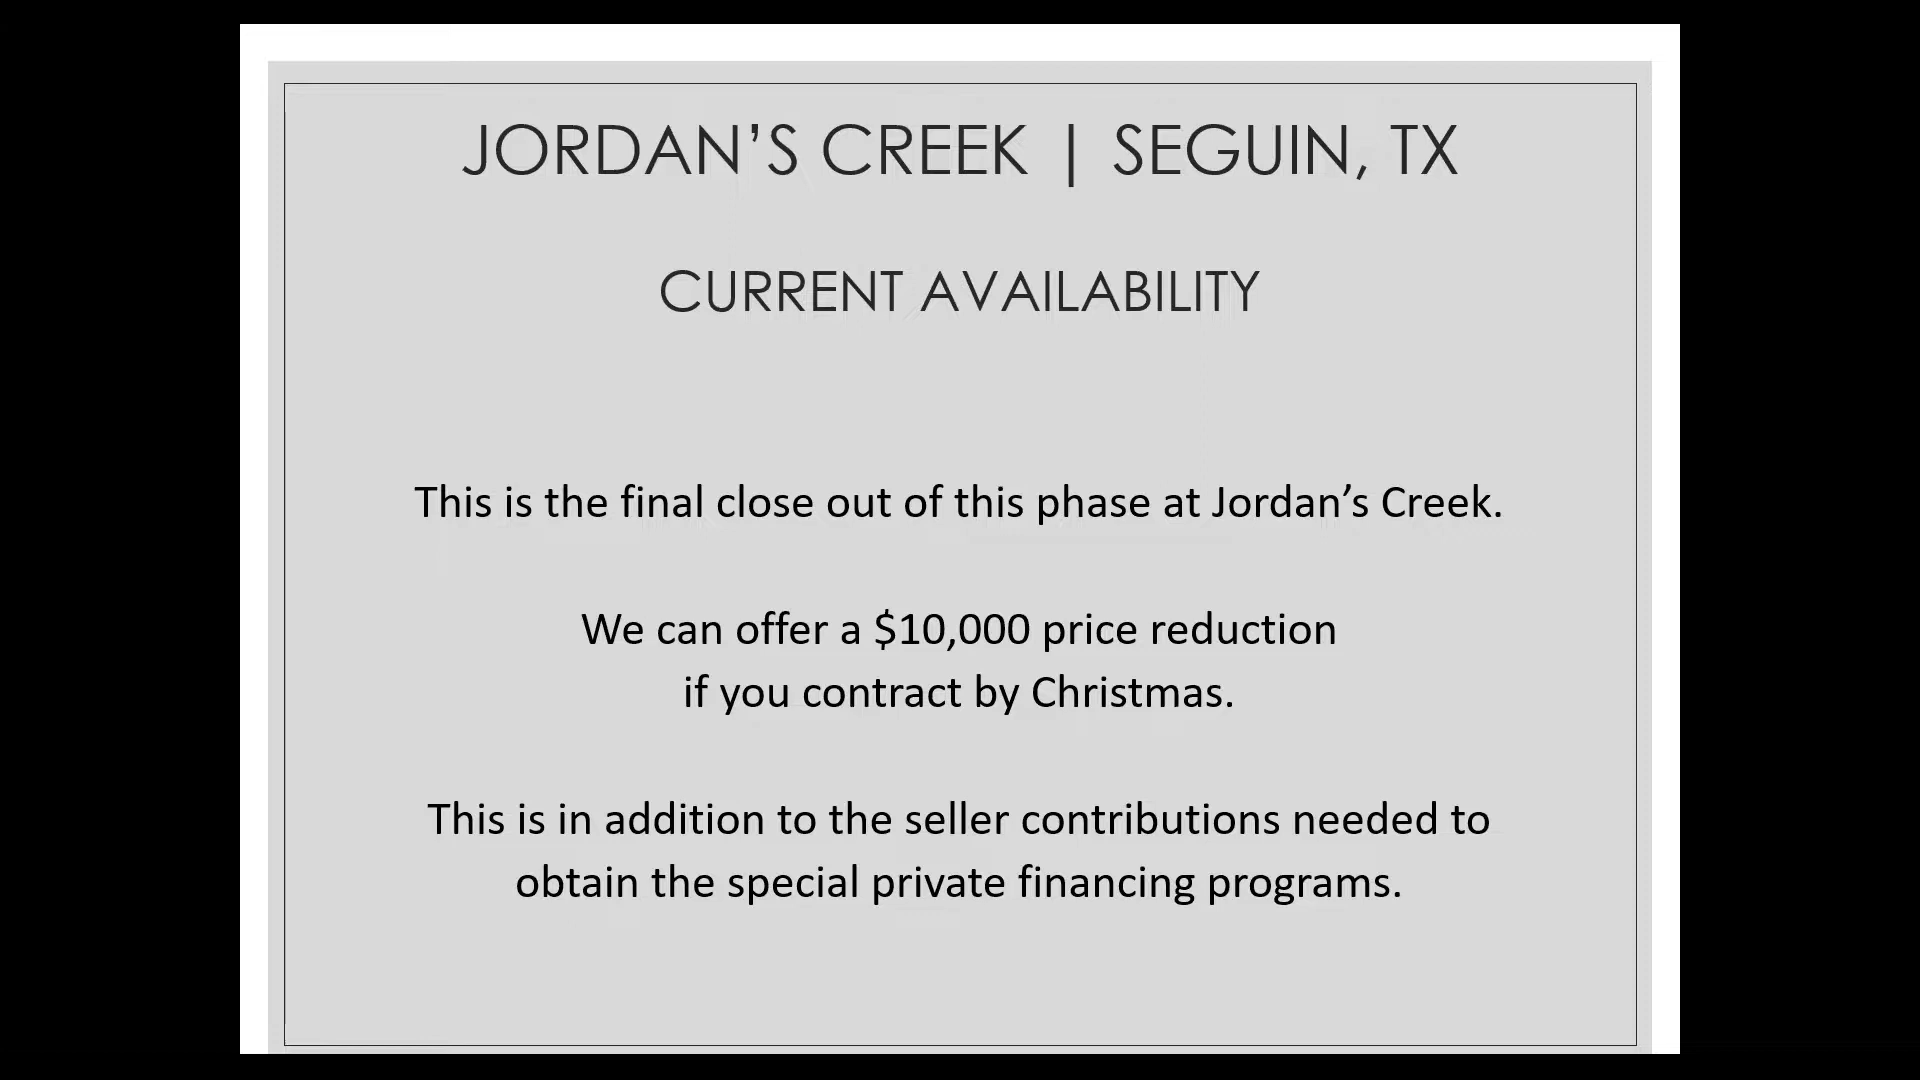 JORDAN’S CREEK | SEGUIN, TX
CURRENT AVAILABILITY
This is the final close out of this phase at Jordan’s Creek.
We can offer a $10,000 price reduction
if you contract by Christmas.
This is in addition to the seller contributions needed to
obtain the special private financing programs.